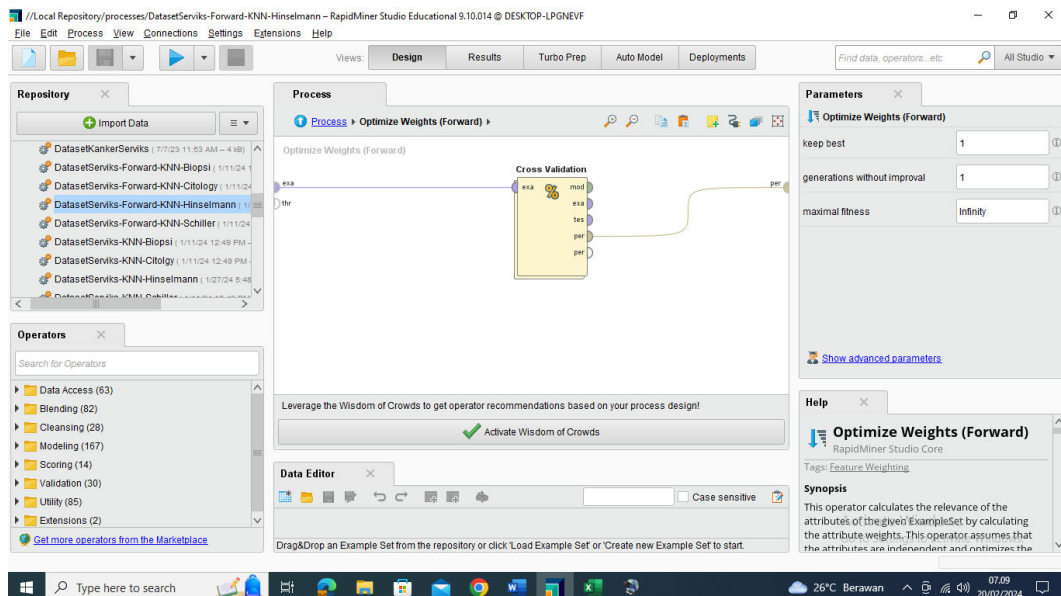 //Local Repository/processes/DatasetServiks-Forward-KNN-Hinselmann – RapidMiner Studio Educational 9.10.014 @ DESKTOP-LPGNEVF
File Edit Process View Connections Settings Extensions Help
Views: Design Results Turbo Prep Auto Model Deployments Find data, operators...etc All Studio
Repository
Import Data
DatasetKankerServiks ( 7/7/23 11:53 AM – 4 kB)
DatasetServiks-Forward-KNN-Biopsi ( 1/11/24 1
DatasetServiks-Forward-KNN-Citology ( 1/11/24
DatasetServiks-Forward-KNN-Hinselmann ( 1/
DatasetServiks-Forward-KNN-Schiller ( 1/11/24
DatasetServiks-KNN-Biopsi ( 1/11/24 12:49 PM –
DatasetServiks-KNN-Citolgy ( 1/11/24 12:49 PM -
DatasetServiks-KNN-Hinselmann ( 1/27/24 5:48
Operators
Search for Operators
Data Access (63)
Blending (82)
Cleansing (28)
Modeling (167)
Scoring (14)
Validation (30)
Utility (85)
Extensions (2)
Get more operators from the Marketplace
Process
Process Optimize Weights (Forward)
Optimize Weights (Forward)
Cross Validation
exa exa mod per
thr exa
tes
per
per
Leverage the Wisdom of Crowds to get operator recommendations based on your process design!
Activate Wisdom of Crowds
Data Editor
Case sensitive
Drag&Drop an Example Set from the repository or click 'Load Example Set' or 'Create new Example Set' to start.
Parameters
Optimize Weights (Forward)
keep best 1
generations without improval 1
maximal fitness Infinity
Show advanced parameters
Help
Optimize Weights (Forward)
RapidMiner Studio Core
Tags: Feature Weighting
Synopsis
This operator calculates the relevance of the
attributes of the given ExampleSet by calculating
the attribute weights. This operator assumes that
the attributes are independent and optimizes the
Type here to search
26°C Berawan
07.09
20/02/2024